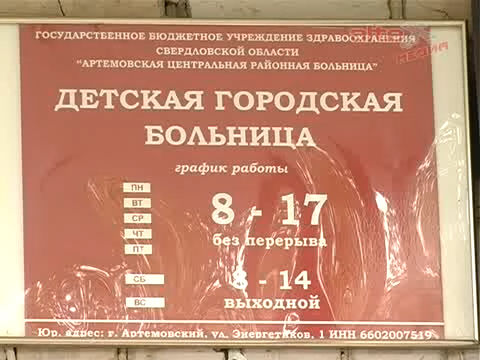 ГОСУДАРСТВЕННОЕ БЮДЖЕТНОЕ УЧРЕЖДЕНИЕ ЗДРАВООХРАНЕНИЯ
СВЕРДЛОВСКОЙ ОБЛАСТИ
"АРТЕМОВСКАЯ ЦЕНТРАЛЬНАЯ РАЙОННАЯ БОЛЬНИЦА"
ДЕТСКАЯ ГОРОДСКАЯ
БОЛЬНИЦА
график работы
ПН
ВТ
СР
ЧТ
ПТ
8 - 17
без перерыва
СБ
8 - 14
ВС
выходной
Юр. адрес: г. Артемовский, ул. Энергетиков, 1 ИНН 6602007519